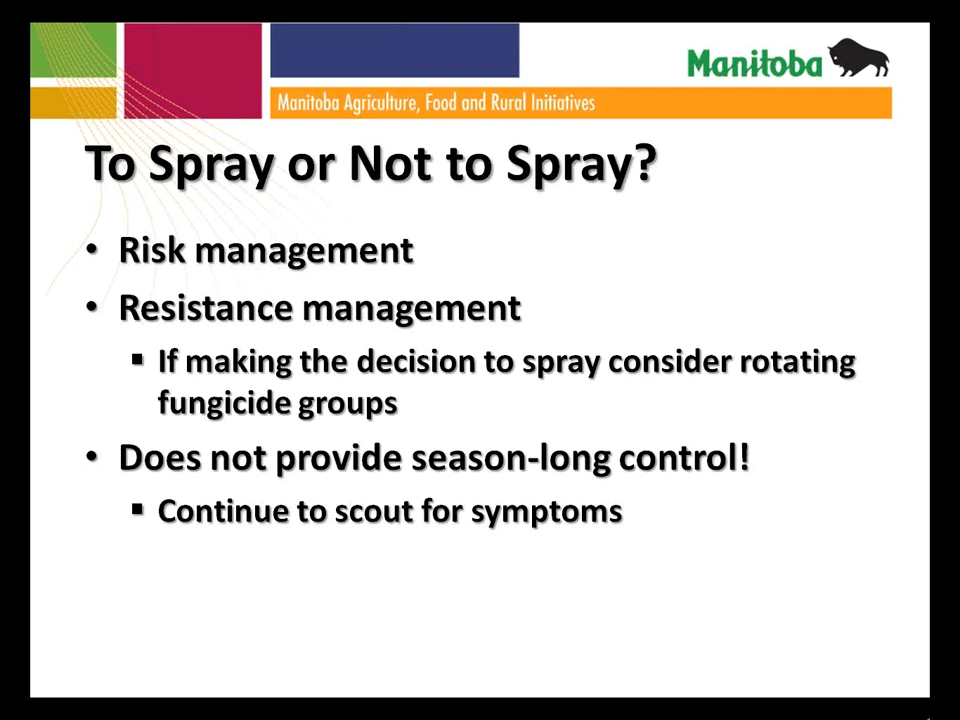 Manitoba
Manitoba Agriculture, Food and Rural Initiatives
To Spray or Not to Spray?
• Risk management
• Resistance management
▪ If making the decision to spray consider rotating
fungicide groups
• Does not provide season-long control!
▪ Continue to scout for symptoms